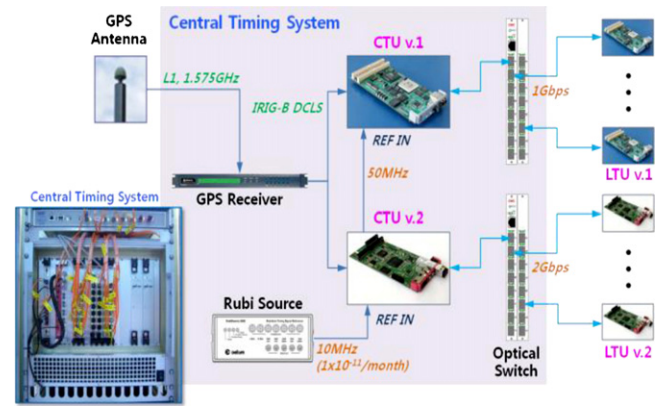 GPS
Antenna
Central Timing System
CTU v.1
L1, 1.575GHz
IRIG-B DCLS
1Gbps
REF IN
LTU v.1
50MHz
GPS Receiver
Central Timing System
CTU v.2
2Gbps
Rubi Source
REF IN
10MHz
(1x10⁻¹¹/month)
Optical
Switch
LTU v.2